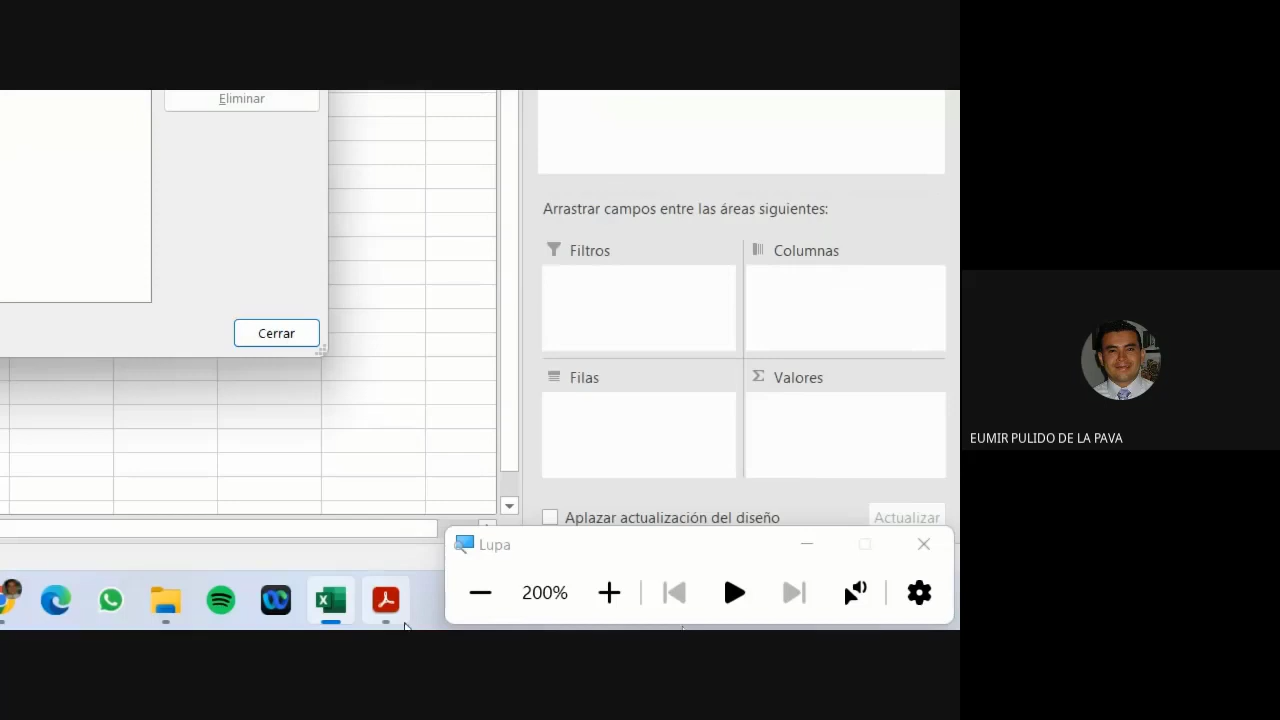 Eliminar
Cerrar
Arrastrar campos entre las áreas siguientes:
Filtros
Columnas
Filas
Σ Valores
Aplazar actualización del diseño
Actualizar
Lupa
200%
EUMIR PULIDO DE LA PAVA